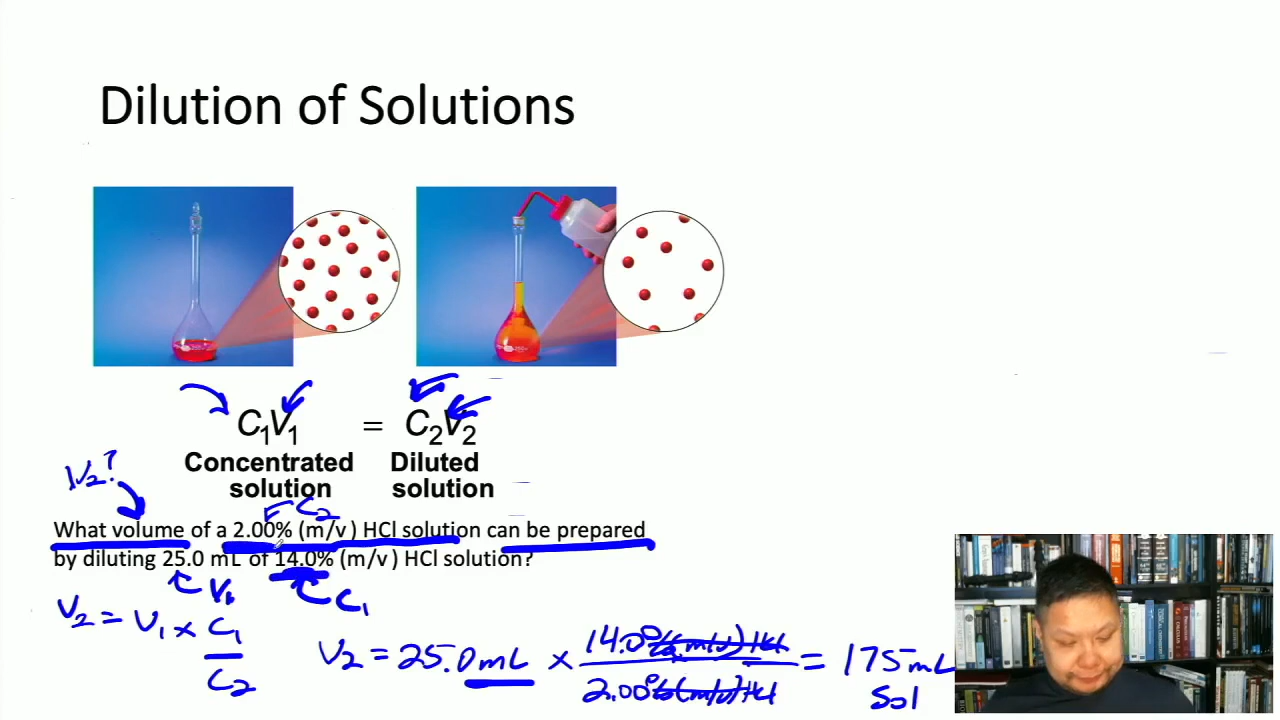 Dilution of Solutions
C₁V₁ = C₂V₂
Concentrated solution
Diluted solution
V₂?
C₂
What volume of a 2.00% (m/v) HCl solution can be prepared
by diluting 25.0 mL of 14.0% (m/v) HCl solution?
V₁
C₁
V₂ = V₁ × C₁ / C₂
V₂ = 25.0 mL × 14.0% (m/v) HCl / 2.00% (m/v) HCl = 175 mL
Sol